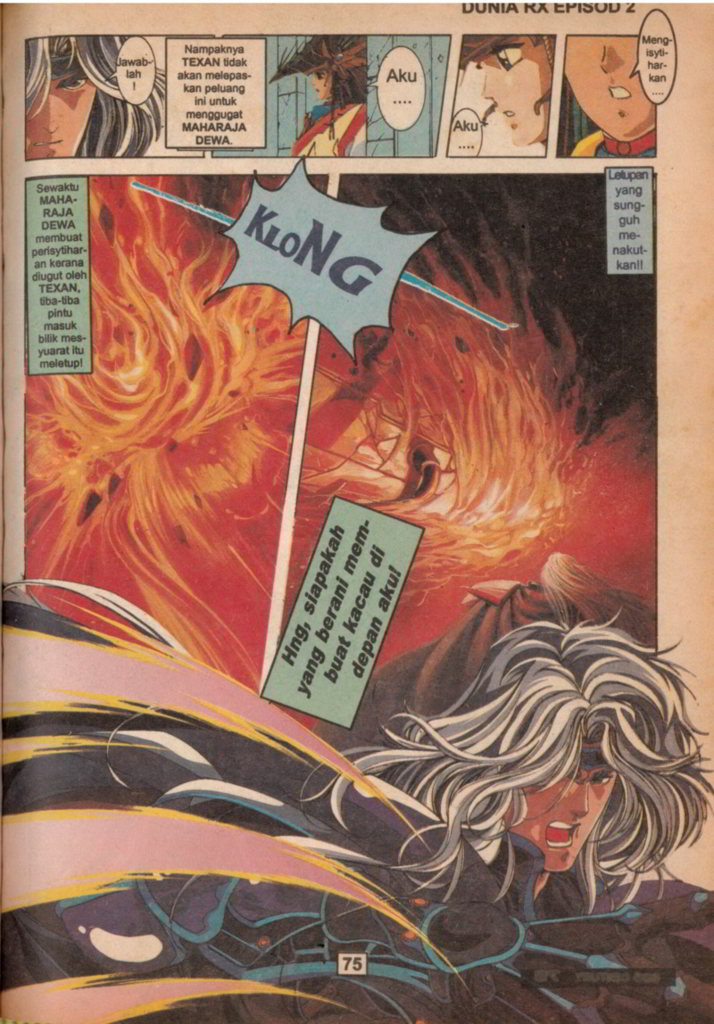 DUNIA RX EPISOD 2
Jawab-
lah
!
Nampaknya
TEXAN tidak
akan melepas-
kan peluang
ini untuk
menggugat
MAHARAJA
DEWA.
Aku
....
Aku
....
Meng-
isyti-
har-
kan
....
Sewaktu
MAHA-
RAJA
DEWA
membuat
perisytihar-
an kerana
diugut oleh
TEXAN,
tiba-tiba
pintu
masuk
bilik mes-
yuarat itu
meletup!
KLONG
Letupan
yang
sung-
guh
me-
nakut-
kan!!
Hng, siapakah
yang berani mem-
buat kacau di
depan aku!
75